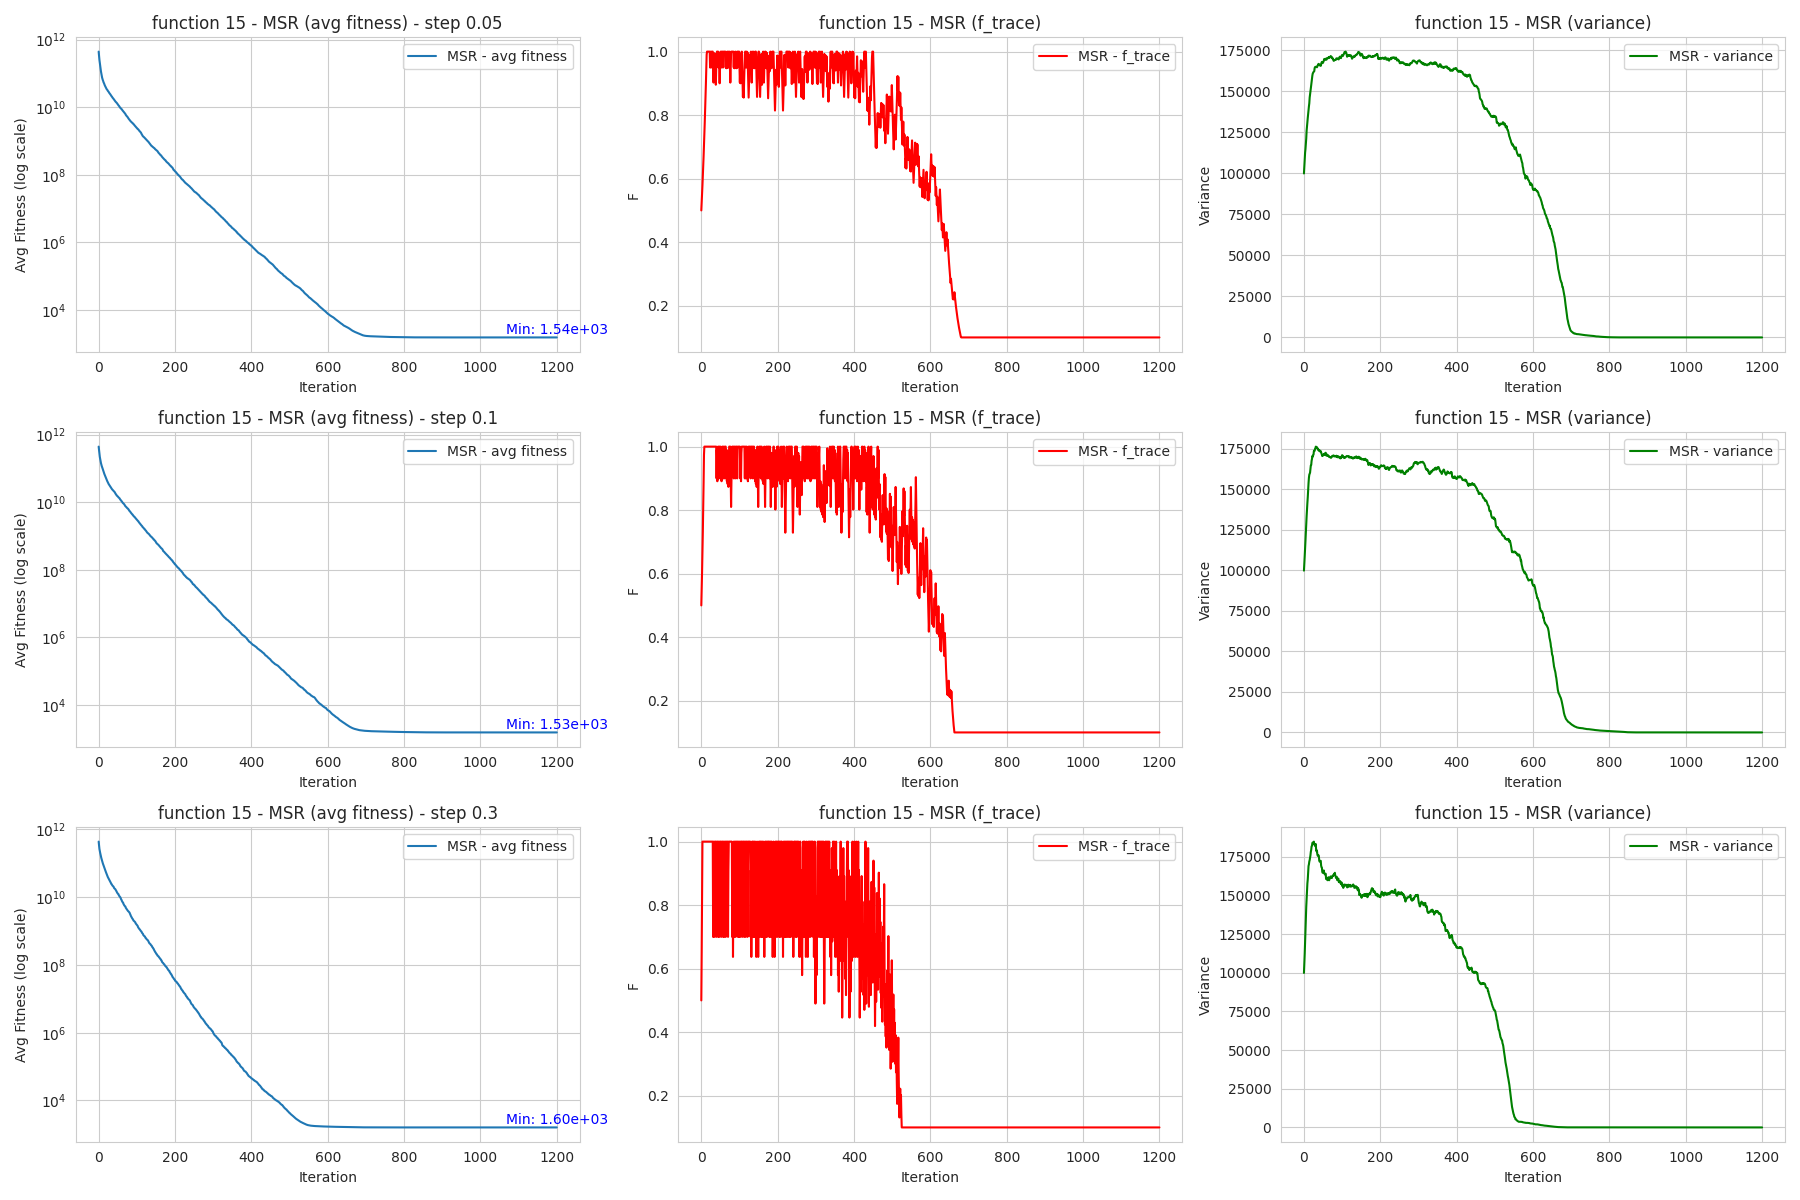 function 15 - MSR (avg fitness) - step 0.05
MSR - avg fitness
Avg Fitness (log scale)
10^12
10^10
10^8
10^6
10^4
Min: 1.54e+03
0 200 400 600 800 1000 1200
Iteration
function 15 - MSR (f_trace)
MSR - f_trace
F
1.0
0.8
0.6
0.4
0.2
0 200 400 600 800 1000 1200
Iteration
function 15 - MSR (variance)
MSR - variance
Variance
175000
150000
125000
100000
75000
50000
25000
0
0 200 400 600 800 1000 1200
Iteration
function 15 - MSR (avg fitness) - step 0.1
MSR - avg fitness
Avg Fitness (log scale)
10^12
10^10
10^8
10^6
10^4
Min: 1.53e+03
0 200 400 600 800 1000 1200
Iteration
function 15 - MSR (f_trace)
MSR - f_trace
F
1.0
0.8
0.6
0.4
0.2
0 200 400 600 800 1000 1200
Iteration
function 15 - MSR (variance)
MSR - variance
Variance
175000
150000
125000
100000
75000
50000
25000
0
0 200 400 600 800 1000 1200
Iteration
function 15 - MSR (avg fitness) - step 0.3
MSR - avg fitness
Avg Fitness (log scale)
10^12
10^10
10^8
10^6
10^4
Min: 1.60e+03
0 200 400 600 800 1000 1200
Iteration
function 15 - MSR (f_trace)
MSR - f_trace
F
1.0
0.8
0.6
0.4
0.2
0 200 400 600 800 1000 1200
Iteration
function 15 - MSR (variance)
MSR - variance
Variance
175000
150000
125000
100000
75000
50000
25000
0
0 200 400 600 800 1000 1200
Iteration